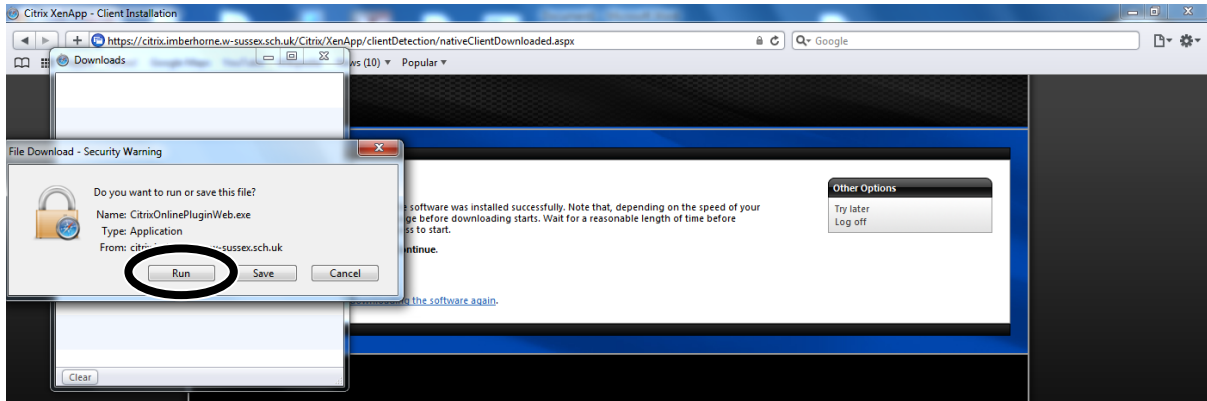 Citrix XenApp - Client Installation
https://citrix.imberhorne.w-sussex.sch.uk/Citrix/XenApp/clientDetection/nativeClientDownloaded.aspx
Google
Downloads
ws (10) Popular
File Download - Security Warning
Do you want to run or save this file?
Name: CitrixOnlinePluginWeb.exe
Type: Application
From: w-sussex.sch.uk
Run Save Cancel
software was installed successfully. Note that, depending on the speed of your
ge before downloading starts. Wait for a reasonable length of time before
ss to start.
ntinue.
the software again.
Other Options
Try later
Log off
Clear